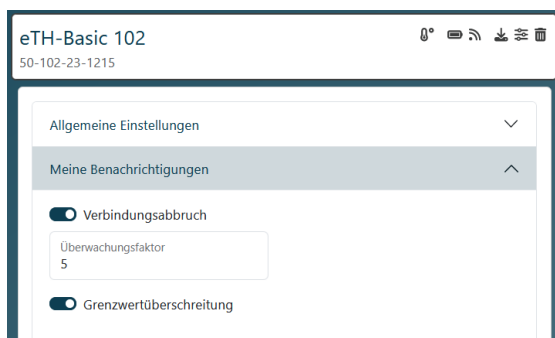 eTH-Basic 102
50-102-23-1215
Allgemeine Einstellungen
Meine Benachrichtigungen
Verbindungsabbruch
Überwachungsfaktor
5
Grenzwertüberschreitung